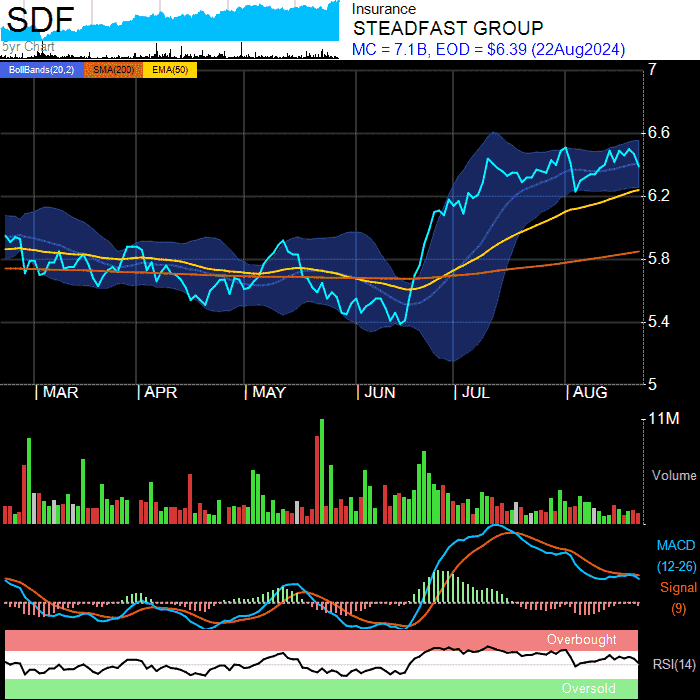 SDF
5yr Chart
Insurance
STEADFAST GROUP
MC = 7.1B, EOD = $6.39 (22Aug2024)
BollBands(20,2) SMA(200) EMA(50)
7
6.6
6.2
5.8
5.4
5
MAR APR MAY JUN JUL AUG
11M
Volume
MACD
(12-26)
Signal
(9)
Overbought
RSI(14)
Oversold